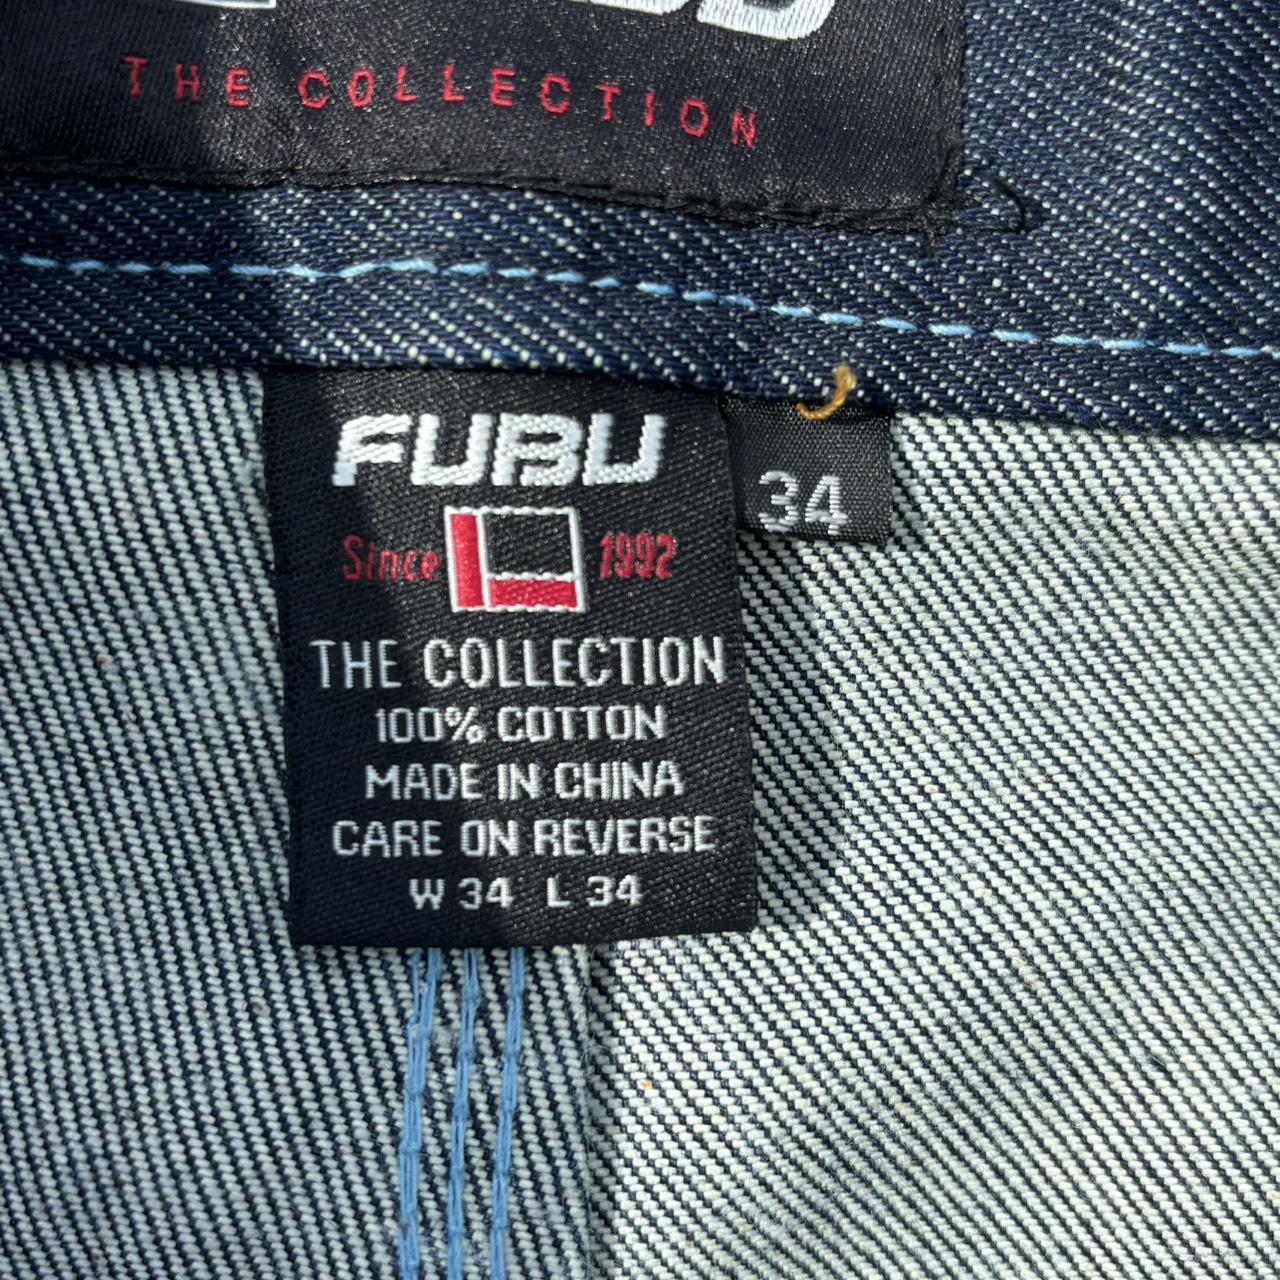 THE COLLECTION
FUBU
34
Since 1992
THE COLLECTION
100% COTTON
MADE IN CHINA
CARE ON REVERSE
W 34 L 34